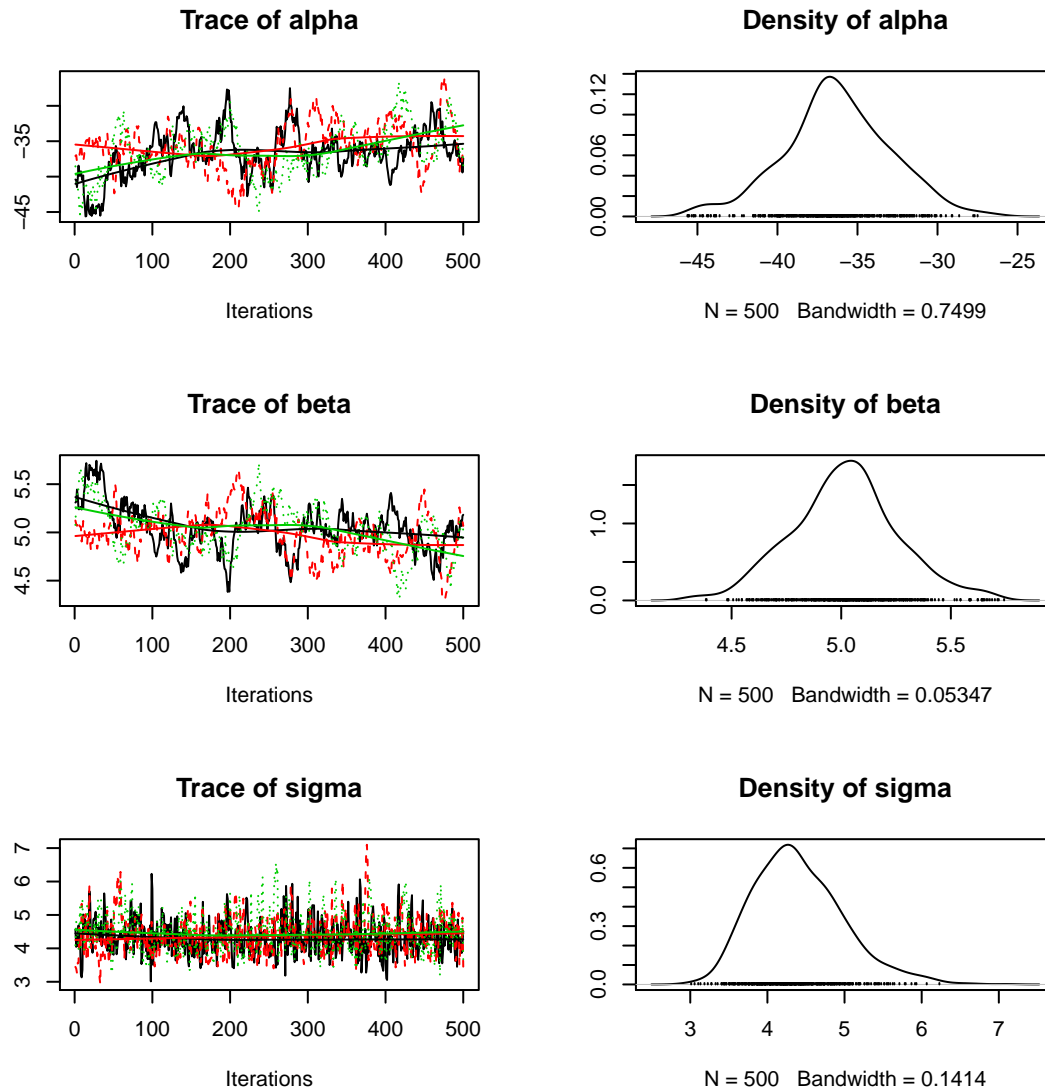 Trace of alpha
−35
−45
0 100 200 300 400 500
Iterations
Density of alpha
0.12
0.06
0.00
−45 −40 −35 −30 −25
N = 500 Bandwidth = 0.7499
Trace of beta
5.5
5.0
4.5
0 100 200 300 400 500
Iterations
Density of beta
1.0
0.0
4.5 5.0 5.5
N = 500 Bandwidth = 0.05347
Trace of sigma
7
6
5
4
3
0 100 200 300 400 500
Iterations
Density of sigma
0.6
0.3
0.0
3 4 5 6 7
N = 500 Bandwidth = 0.1414